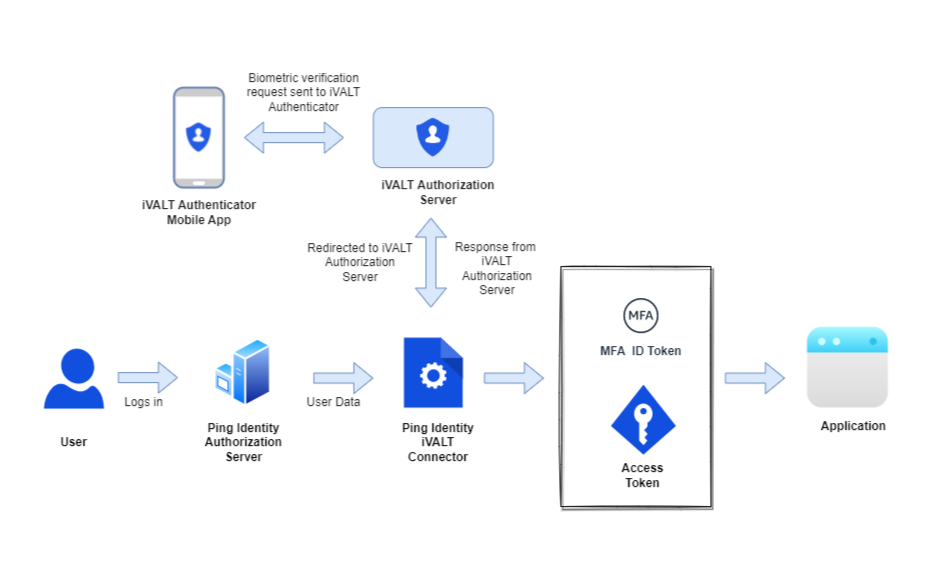 Biometric verification
request sent to iVALT
Authenticator
iVALT Authenticator
Mobile App
iVALT Authorization
Server
Redirected to iVALT
Authorization
Server
Response from
iVALT
Authorization
Server
MFA
MFA ID Token
Logs in
User Data
User
Ping Identity
Authorization
Server
Ping Identity
iVALT
Connector
Access
Token
Application